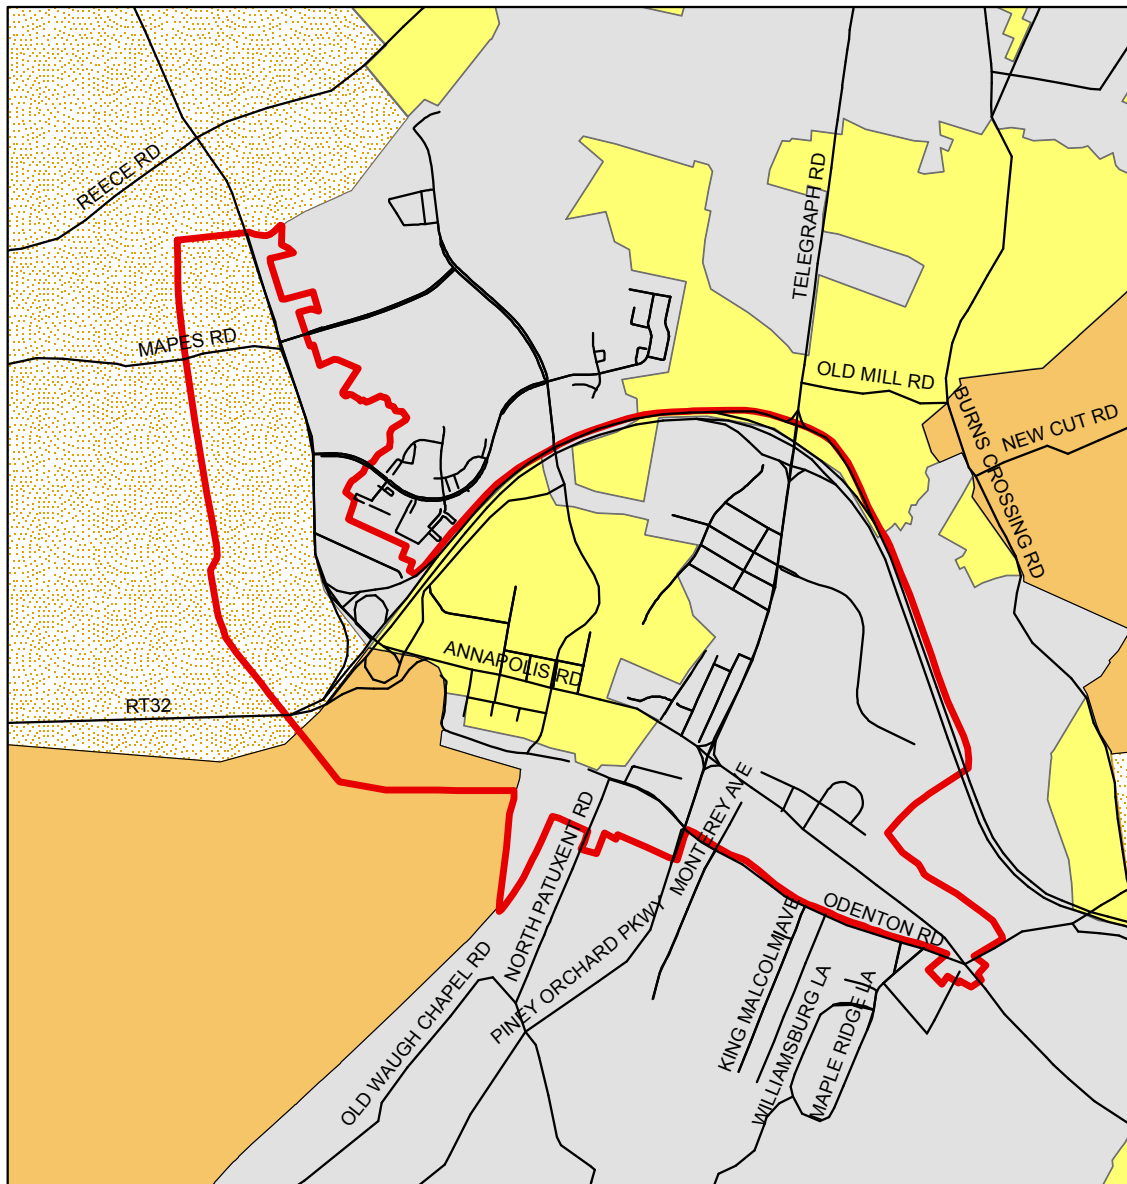 REECE RD
TELEGRAPH RD
MAPES RD
OLD MILL RD
BURNS CROSSING RD
NEW CUT RD
ANNAPOLIS RD
RT32
MONTEREY AVE
NORTH PATUXENT RD
PINEY ORCHARD PKWY
ODENTON RD
KING MALCOLM AVE
OLD WAUGH CHAPEL RD
WILLIAMSBURG LA
MAPLE RIDGE LA